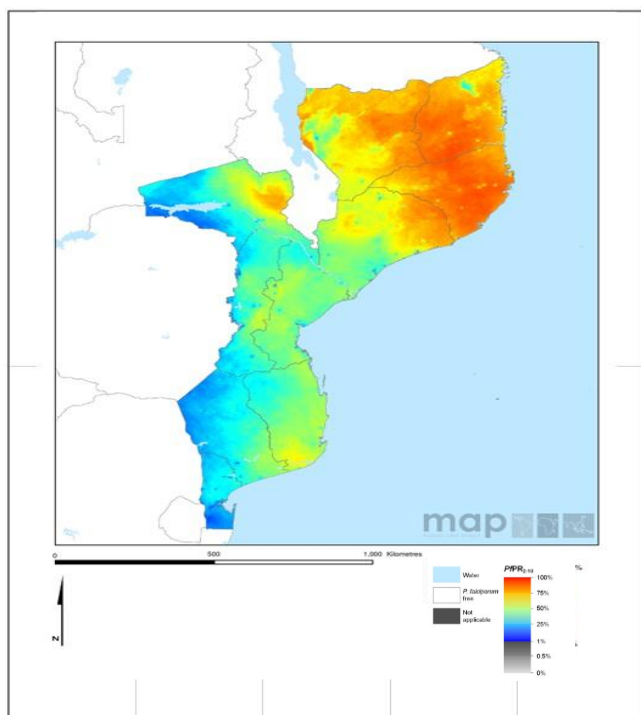 map
0 500 1,000 Kilometres
N
Water
P. falciparum
free
Not
applicable
PfPR2-10
100%
75%
50%
25%
1%
0.5%
0%
%